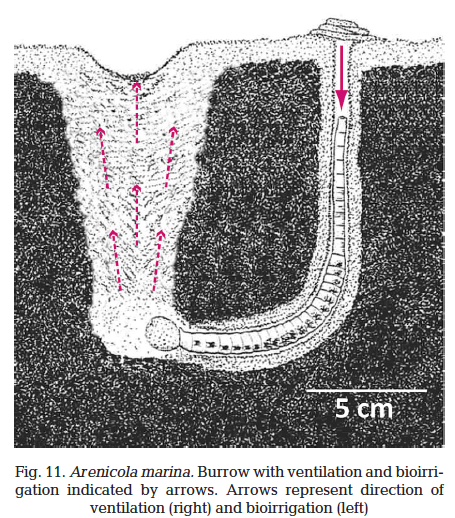 5 cm
Fig. 11. Arenicola marina. Burrow with ventilation and bioirri-
gation indicated by arrows. Arrows represent direction of
ventilation (right) and bioirrigation (left)